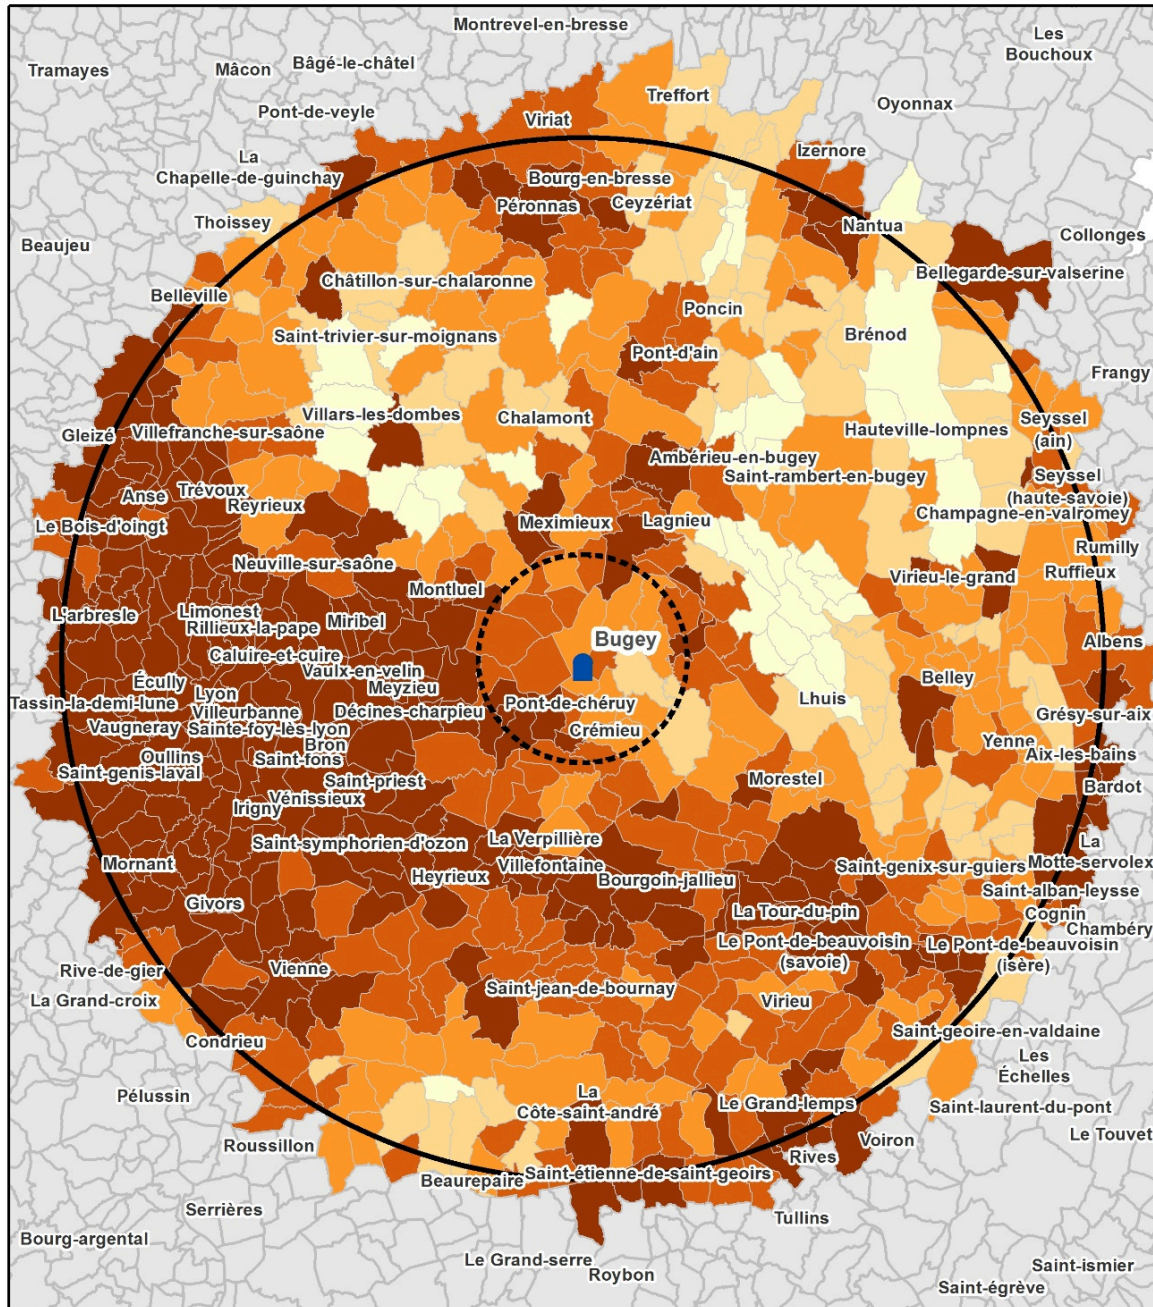 Montrevel-en-bresse
Les
Bouchoux
Tramayes
Mâcon
Bâgé-le-châtel
Treffort
Oyonnax
Pont-de-veyle
Viriat
Izernore
La
Chapelle-de-guinchay
Bourg-en-bresse
Péronnas
Ceyzériat
Thoissey
Nantua
Collonges
Beaujeu
Châtillon-sur-chalaronne
Bellegarde-sur-valserine
Belleville
Poncin
Saint-trivier-sur-moignans
Brénod
Pont-d'ain
Frangy
Villars-les-dombes
Chalamont
Seyssel
(ain)
Gleizé
Villefranche-sur-saône
Hauteville-lompnes
Ambérieu-en-bugey
Saint-rambert-en-bugey
Seyssel
(haute-savoie)
Anse
Trévoux
Reyrieux
Champagne-en-valromey
Le Bois-d'oingt
Meximieux
Lagnieu
Rumilly
Neuville-sur-saône
Virieu-le-grand
Ruffieux
Montluel
L'arbresle
Limonest
Rillieux-la-pape
Miribel
Bugey
Albens
Caluire-et-cuire
Vaulx-en-velin
Écully
Meyzieu
Belley
Lyon
Tassin-la-demi-lune
Villeurbanne
Décines-charpieu
Pont-de-chéruy
Lhuis
Grésy-sur-aix
Vaugneray
Sainte-foy-lès-lyon
Crémieu
Bron
Yenne
Oullins
Saint-fons
Aix-les-bains
Saint-genis-laval
Saint-priest
Morestel
Bardot
Vénissieux
Irigny
Saint-symphorien-d'ozon
La Verpillière
La
Motte-servolex
Mornant
Villefontaine
Saint-genix-sur-guiers
Heyrieux
Bourgoin-jallieu
Saint-alban-leysse
Givors
La Tour-du-pin
Cognin
Chambéry
Le Pont-de-beauvoisin
(savoie)
Le Pont-de-beauvoisin
(isère)
Rive-de-gier
Vienne
Saint-jean-de-bournay
Virieu
La Grand-croix
Condrieu
Saint-geoire-en-valdaine
Les
Échelles
Pélussin
La
Côte-saint-andré
Le Grand-lemps
Saint-laurent-du-pont
Le Touvet
Roussillon
Voiron
Rives
Beaurepaire
Saint-étienne-de-saint-geoirs
Serrières
Tullins
Bourg-argental
Le Grand-serre
Roybon
Saint-ismier
Saint-égrève